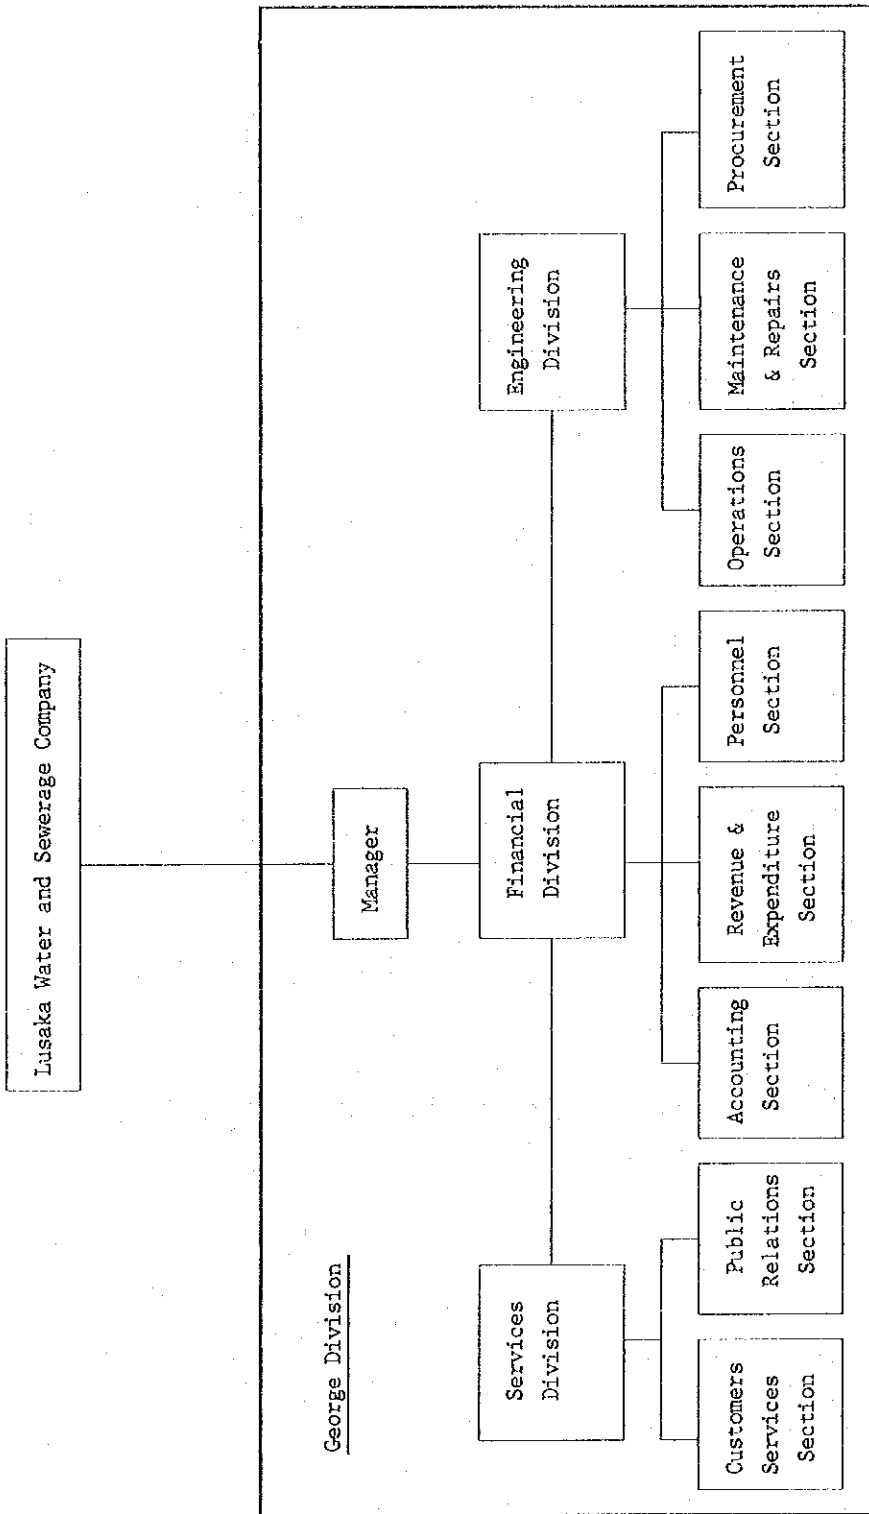 Lusaka Water and Sewerage Company
George Division
Manager
Services
Division
Financial
Division
Engineering
Division
Customers
Services
Section
Public
Relations
Section
Accounting
Section
Revenue &
Expenditure
Section
Personnel
Section
Operations
Section
Maintenance
& Repairs
Section
Procurement
Section